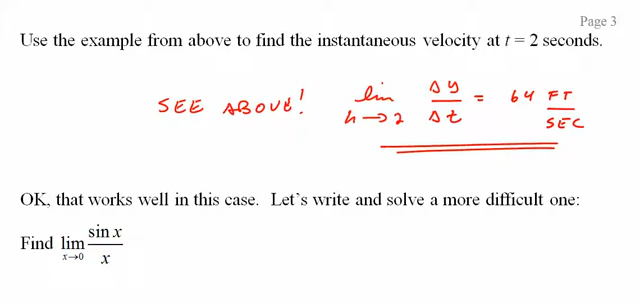 Page 3
Use the example from above to find the instantaneous velocity at t = 2 seconds.
SEE ABOVE! lim h→2 Δy/Δt = 64 FT/SEC
OK, that works well in this case. Let's write and solve a more difficult one:
Find lim x→0 sin x/x